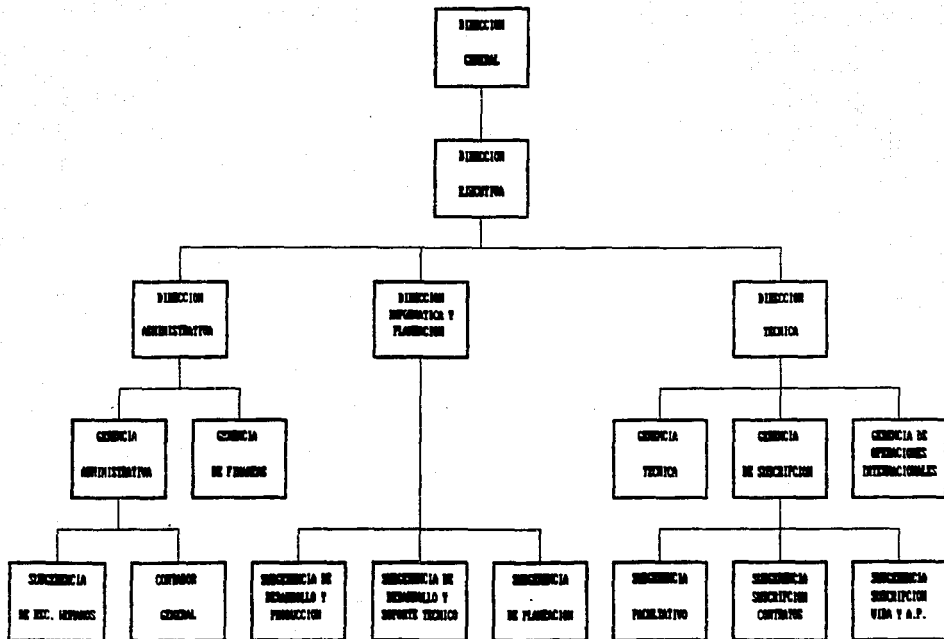 DIRECCION
GENERAL
DIRECCION
EJECUTIVA
DIRECCION
ADMINISTRATIVA
DIRECCION
INFORMATICA Y
PLANEACION
DIRECCION
TECNICA
GERENCIA
ADMINISTRATIVA
GERENCIA
DE FINANZAS
GERENCIA
TECNICA
GERENCIA
DE SUSCRIPCION
GERENCIA DE
OPERACIONES
INTERNACIONALES
SUBGERENCIA
DE REC. HUMANOS
CONTADOR
GENERAL
SUBGERENCIA DE
DESARROLLO Y
PRODUCCION
SUBGERENCIA DE
DESARROLLO Y
SOPORTE TECNICO
SUBGERENCIA
DE PLANEACION
SUBGERENCIA
FACULTATIVO
SUBGERENCIA
SUSCRIPCION
CONTRATOS
SUBGERENCIA
SUSCRIPCION
VIDA Y A.P.